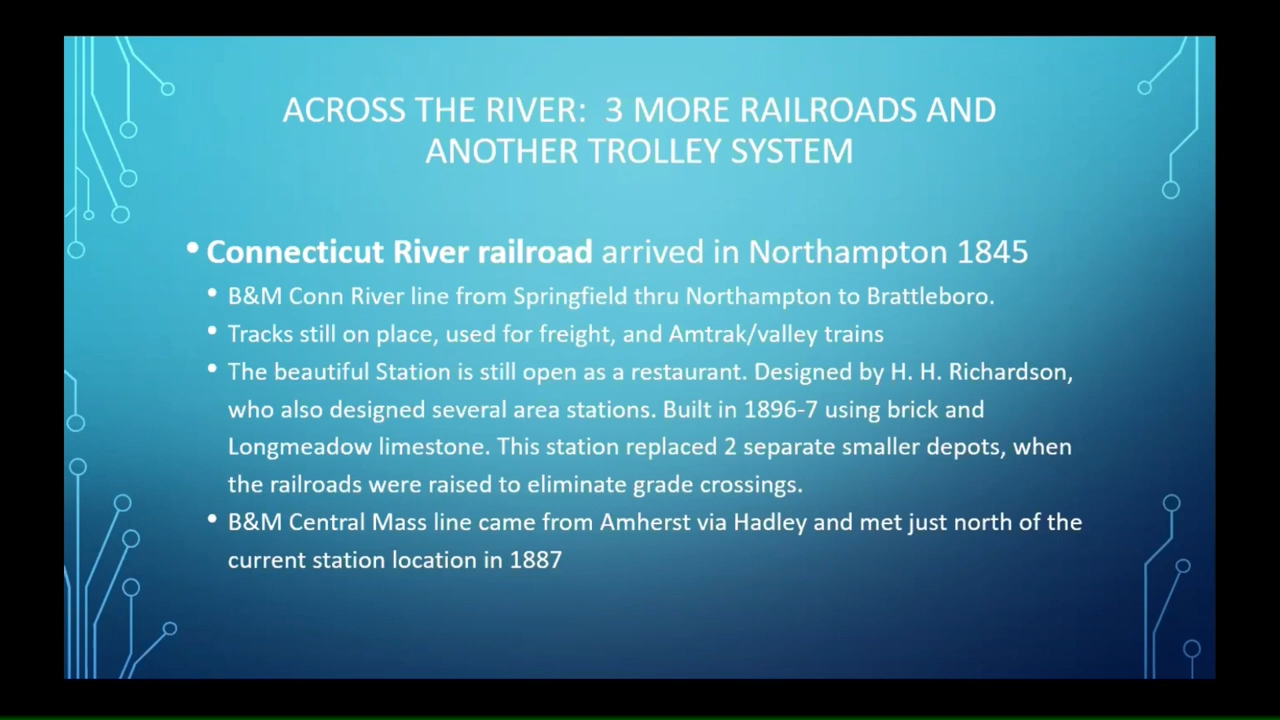 ACROSS THE RIVER:  3 MORE RAILROADS AND
ANOTHER TROLLEY SYSTEM
• Connecticut River railroad arrived in Northampton 1845
• B&M Conn River line from Springfield thru Northampton to Brattleboro.
• Tracks still on place, used for freight, and Amtrak/valley trains
• The beautiful Station is still open as a restaurant. Designed by H. H. Richardson,
who also designed several area stations. Built in 1896-7 using brick and
Longmeadow limestone. This station replaced 2 separate smaller depots, when
the railroads were raised to eliminate grade crossings.
• B&M Central Mass line came from Amherst via Hadley and met just north of the
current station location in 1887